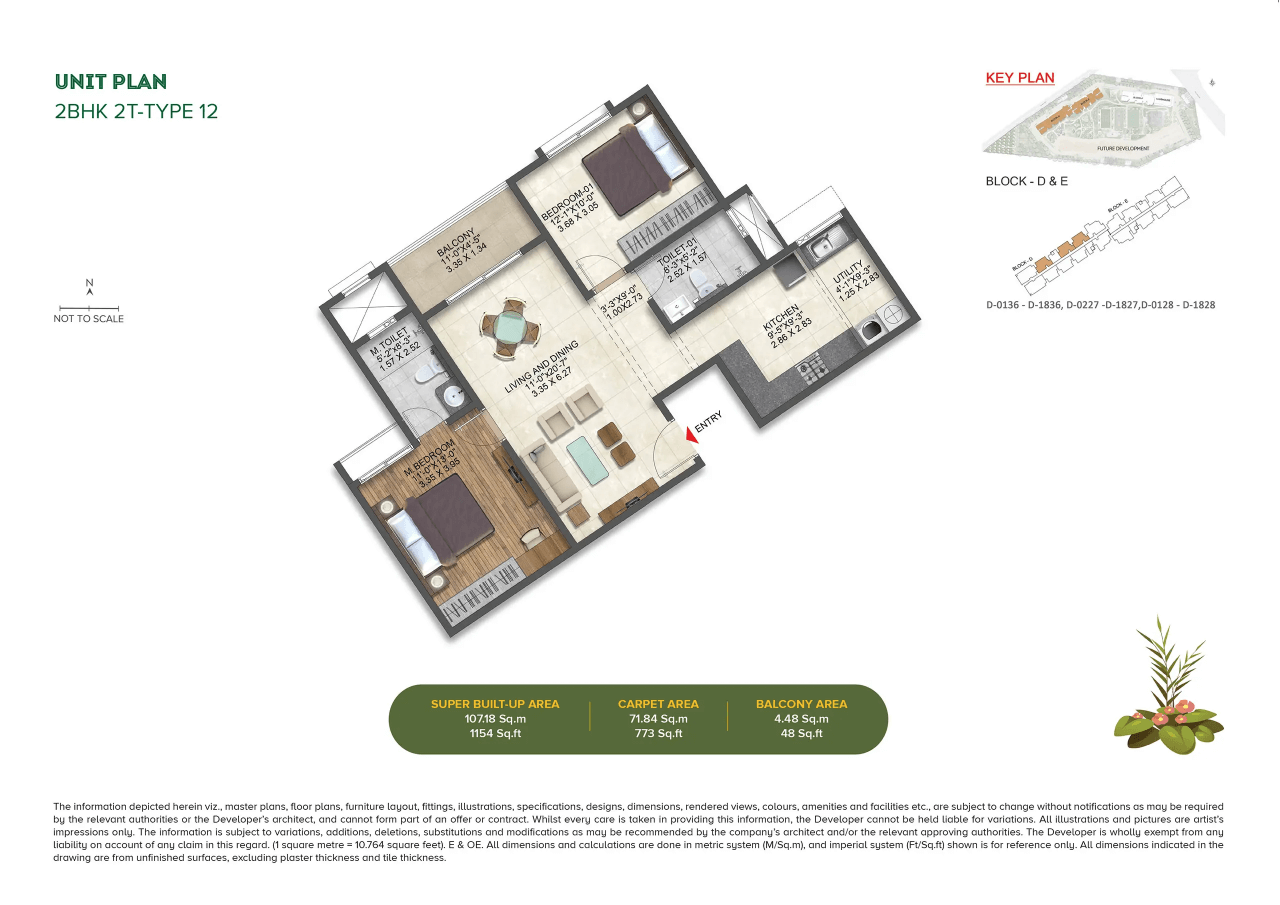 UNIT PLAN
2BHK 2T-TYPE 12
KEY PLAN
FUTURE DEVELOPMENT
BLOCK - D & E
BLOCK - E
BLOCK - D
D-0136 - D-1836, D-0227 -D-1827,D-0128 - D-1828
N
NOT TO SCALE
BEDROOM-01
12'-1"X10'-0"
3.68 X 3.05
BALCONY
11'-0"X4'-5"
3.35 X 1.34
TOILET-01
8'-3"x5'-2"
2.52 X 1.57
UTILITY
4'-1"X9'-3"
1.25 X 2.83
3'-3"X9'-0"
1.00X2.73
KITCHEN
9'-5"X9'-3"
2.86 X 2.83
M.TOILET
5'-2"x8'-3"
1.57 X 2.52
LIVING AND DINING
11'-0"x20'-7"
3.35 X 6.27
ENTRY
M.BEDROOM
11'-0"X13'-0"
3.35 X 3.95
SUPER BUILT-UP AREA
107.18 Sq.m
1154 Sq.ft
CARPET AREA
71.84 Sq.m
773 Sq.ft
BALCONY AREA
4.48 Sq.m
48 Sq.ft
The information depicted herein viz., master plans, floor plans, furniture layout, fittings, illustrations, specifications, designs, dimensions, rendered views, colours, amenities and facilities etc., are subject to change without notifications as may be required
by the relevant authorities or the Developer's architect, and cannot form part of an offer or contract. Whilst every care is taken in providing this information, the Developer cannot be held liable for variations. All illustrations and pictures are artist's
impressions only. The information is subject to variations, additions, deletions, substitutions and modifications as may be recommended by the company's architect and/or the relevant approving authorities. The Developer is wholly exempt from any
liability on account of any claim in this regard. (1 square metre = 10.764 square feet). E & OE. All dimensions and calculations are done in metric system (M/Sq.m), and imperial system (Ft/Sq.ft) shown is for reference only. All dimensions indicated in the
drawing are from unfinished surfaces, excluding plaster thickness and tile thickness.